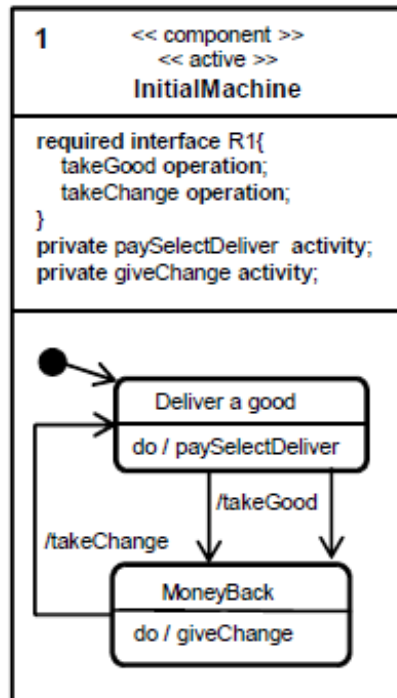 1
<< component >>
<< active >>
InitialMachine
required interface R1{
takeGood operation;
takeChange operation;
}
private paySelectDeliver activity;
private giveChange activity;
Deliver a good
do / paySelectDeliver
/takeGood
/takeChange
MoneyBack
do / giveChange